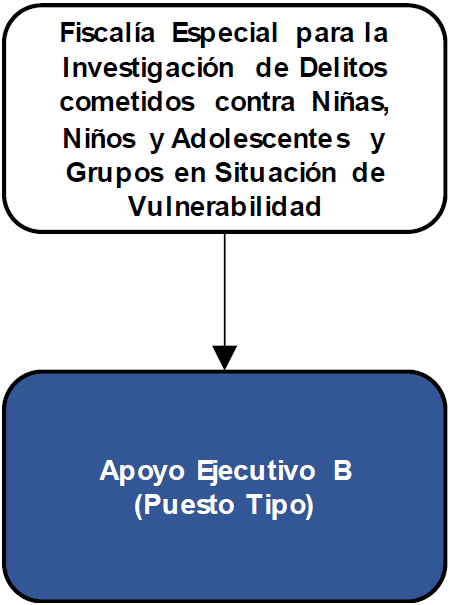 Fiscalía Especial para la
Investigación de Delitos
cometidos contra Niñas,
Niños y Adolescentes y
Grupos en Situación de
Vulnerabilidad
Apoyo Ejecutivo B
(Puesto Tipo)